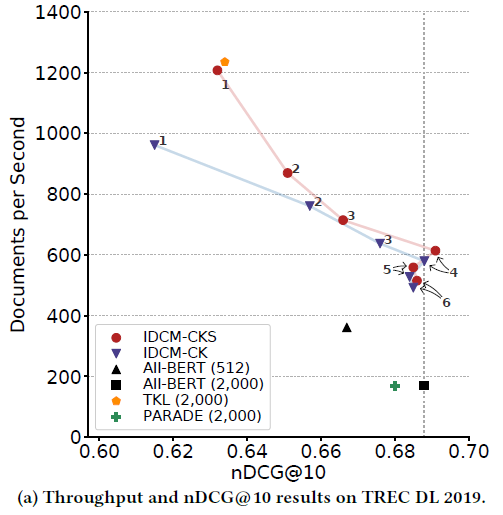 1400
1200
1000
800
600
400
200
0
Documents per Second
1
1
2
2
3
3
4
5
6
IDCM-CKS
IDCM-CK
All-BERT (512)
All-BERT (2,000)
TKL (2,000)
PARADE (2,000)
0.60 0.62 0.64 0.66 0.68 0.70
nDCG@10
(a) Throughput and nDCG@10 results on TREC DL 2019.